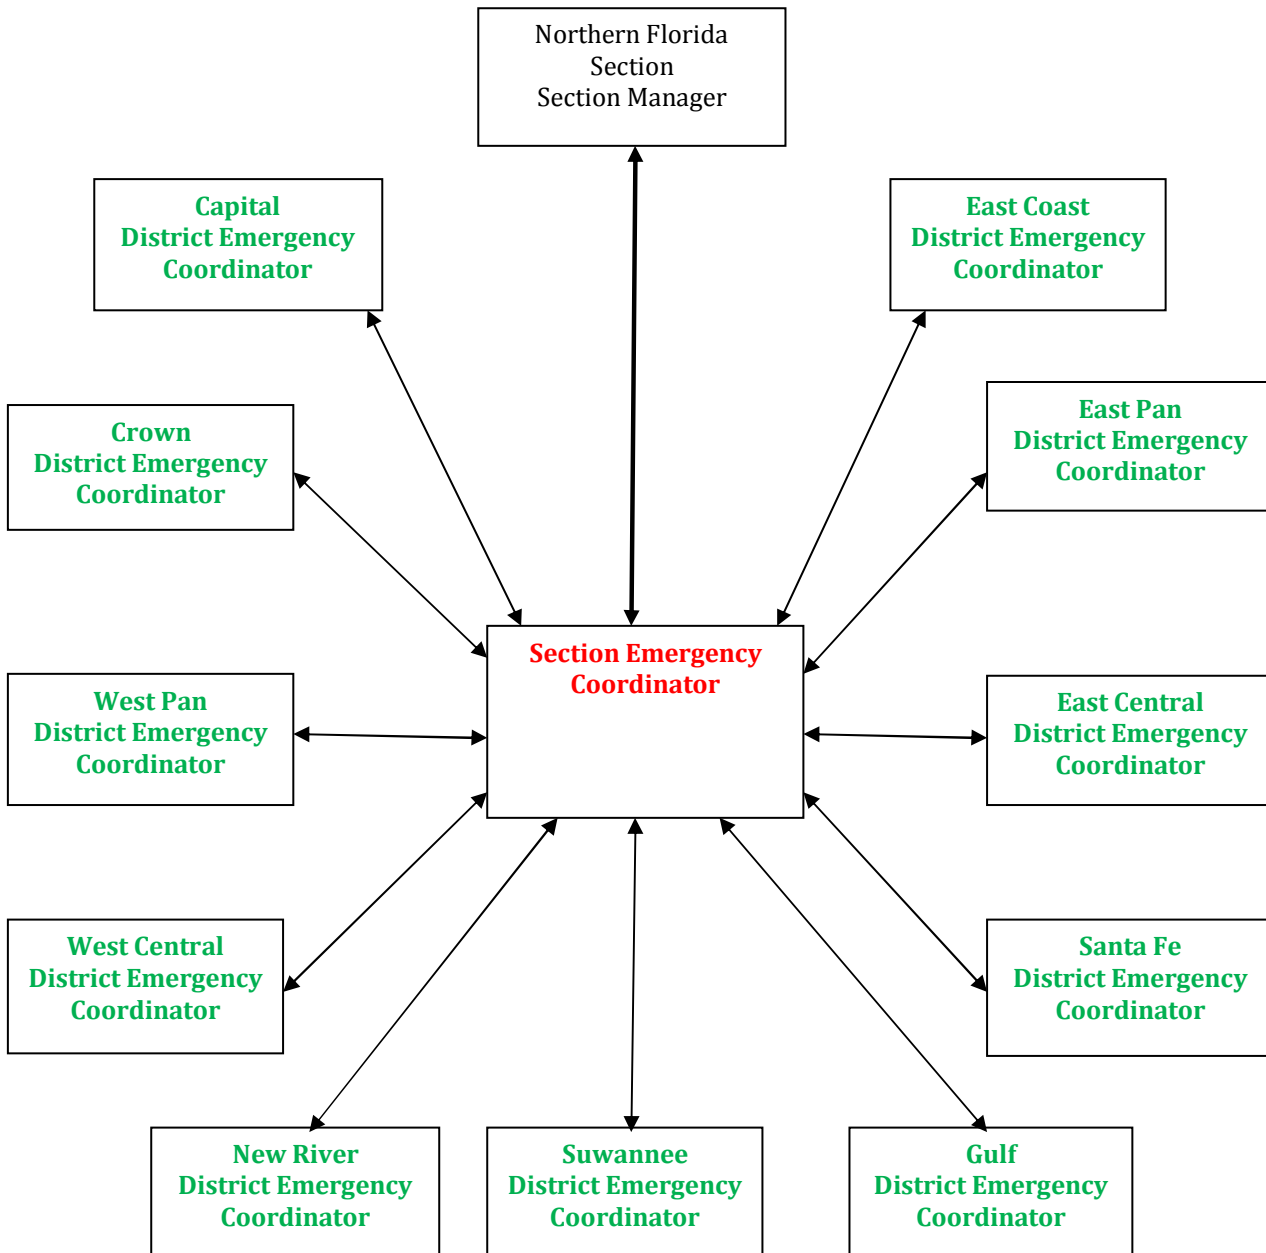 Northern Florida
Section
Section Manager
Capital
District Emergency
Coordinator
East Coast
District Emergency
Coordinator
Crown
District Emergency
Coordinator
East Pan
District Emergency
Coordinator
Section Emergency
Coordinator
West Pan
District Emergency
Coordinator
East Central
District Emergency
Coordinator
West Central
District Emergency
Coordinator
Santa Fe
District Emergency
Coordinator
New River
District Emergency
Coordinator
Suwannee
District Emergency
Coordinator
Gulf
District Emergency
Coordinator